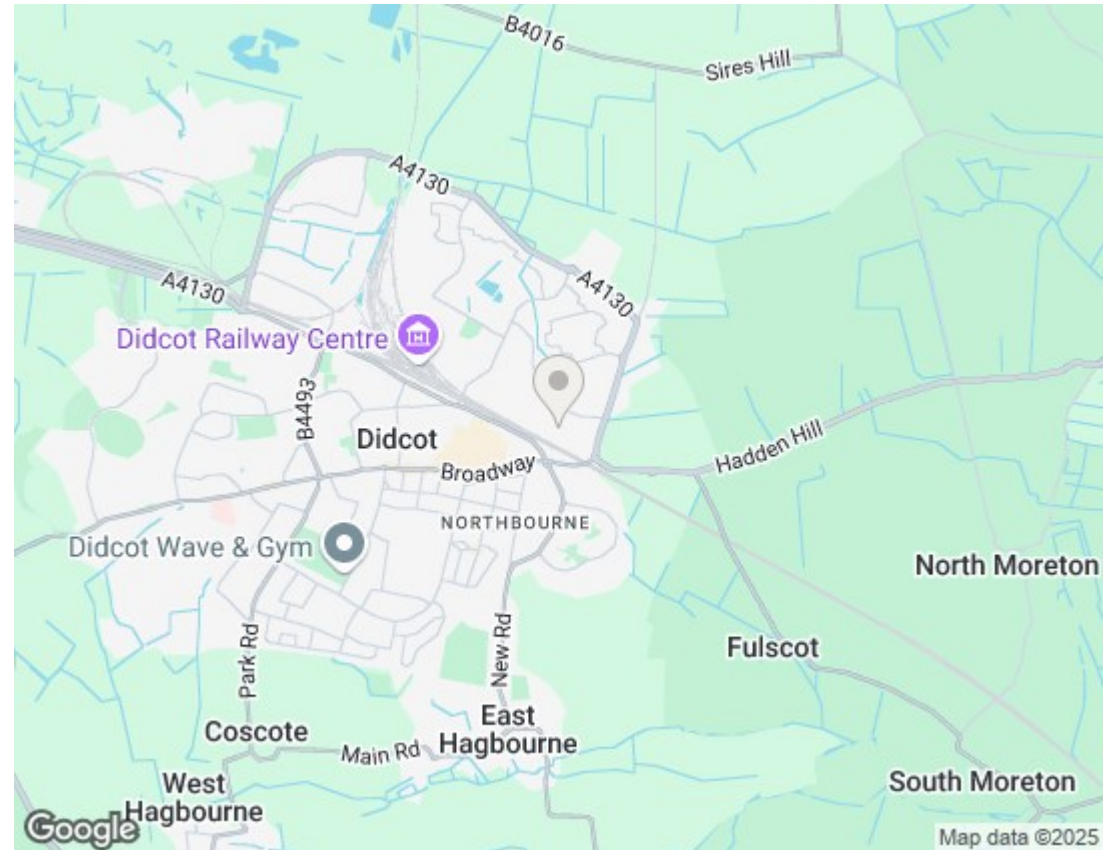 B4016
Sires Hill
A4130
A4130
A4130
Didcot Railway Centre
B4493
Didcot
Broadway
Hadden Hill
NORTHBOURNE
Didcot Wave & Gym
North Moreton
Fulscot
Park Rd
New Rd
Coscote
East
Hagbourne
Main Rd
West
Hagbourne
South Moreton
Google
Map data ©2025